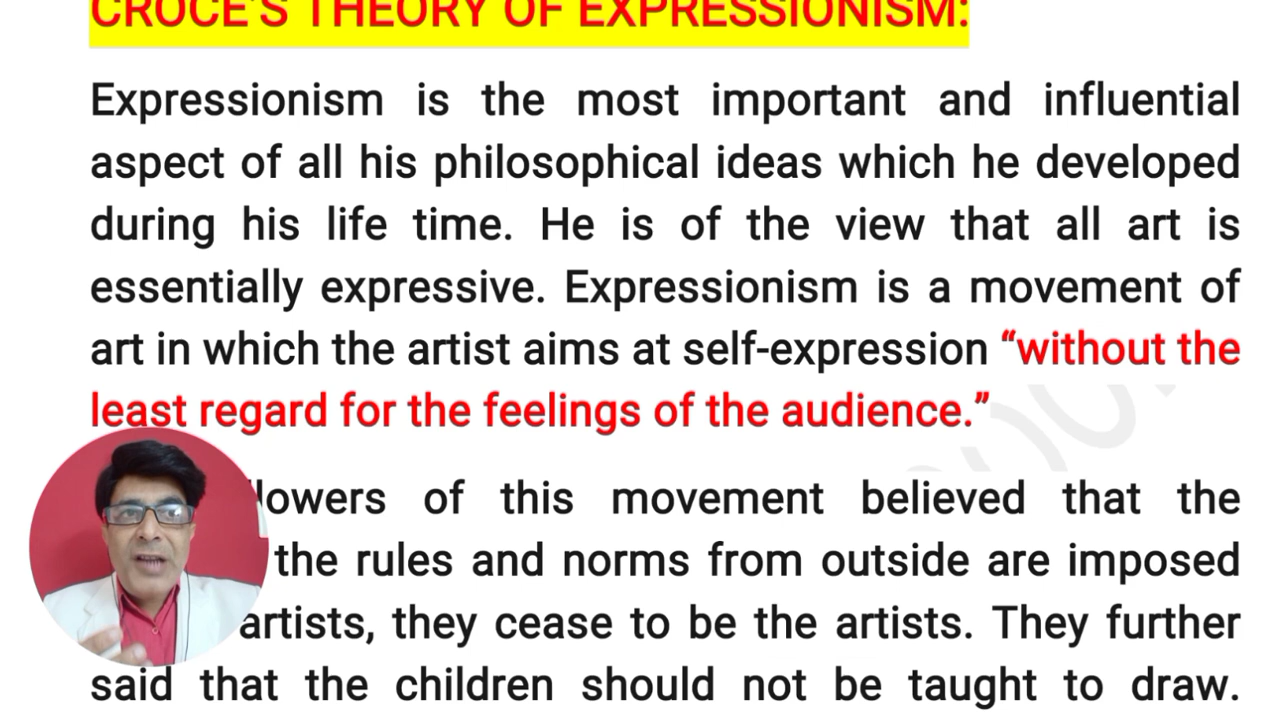 CROCE'S THEORY OF EXPRESSIONISM:
Expressionism is the most important and influential
aspect of all his philosophical ideas which he developed
during his life time. He is of the view that all art is
essentially expressive. Expressionism is a movement of
art in which the artist aims at self-expression “without the
least regard for the feelings of the audience.”
of this movement believed that the
the rules and norms from outside are imposed
artists, they cease to be the artists. They further
said that the children should not be taught to draw.